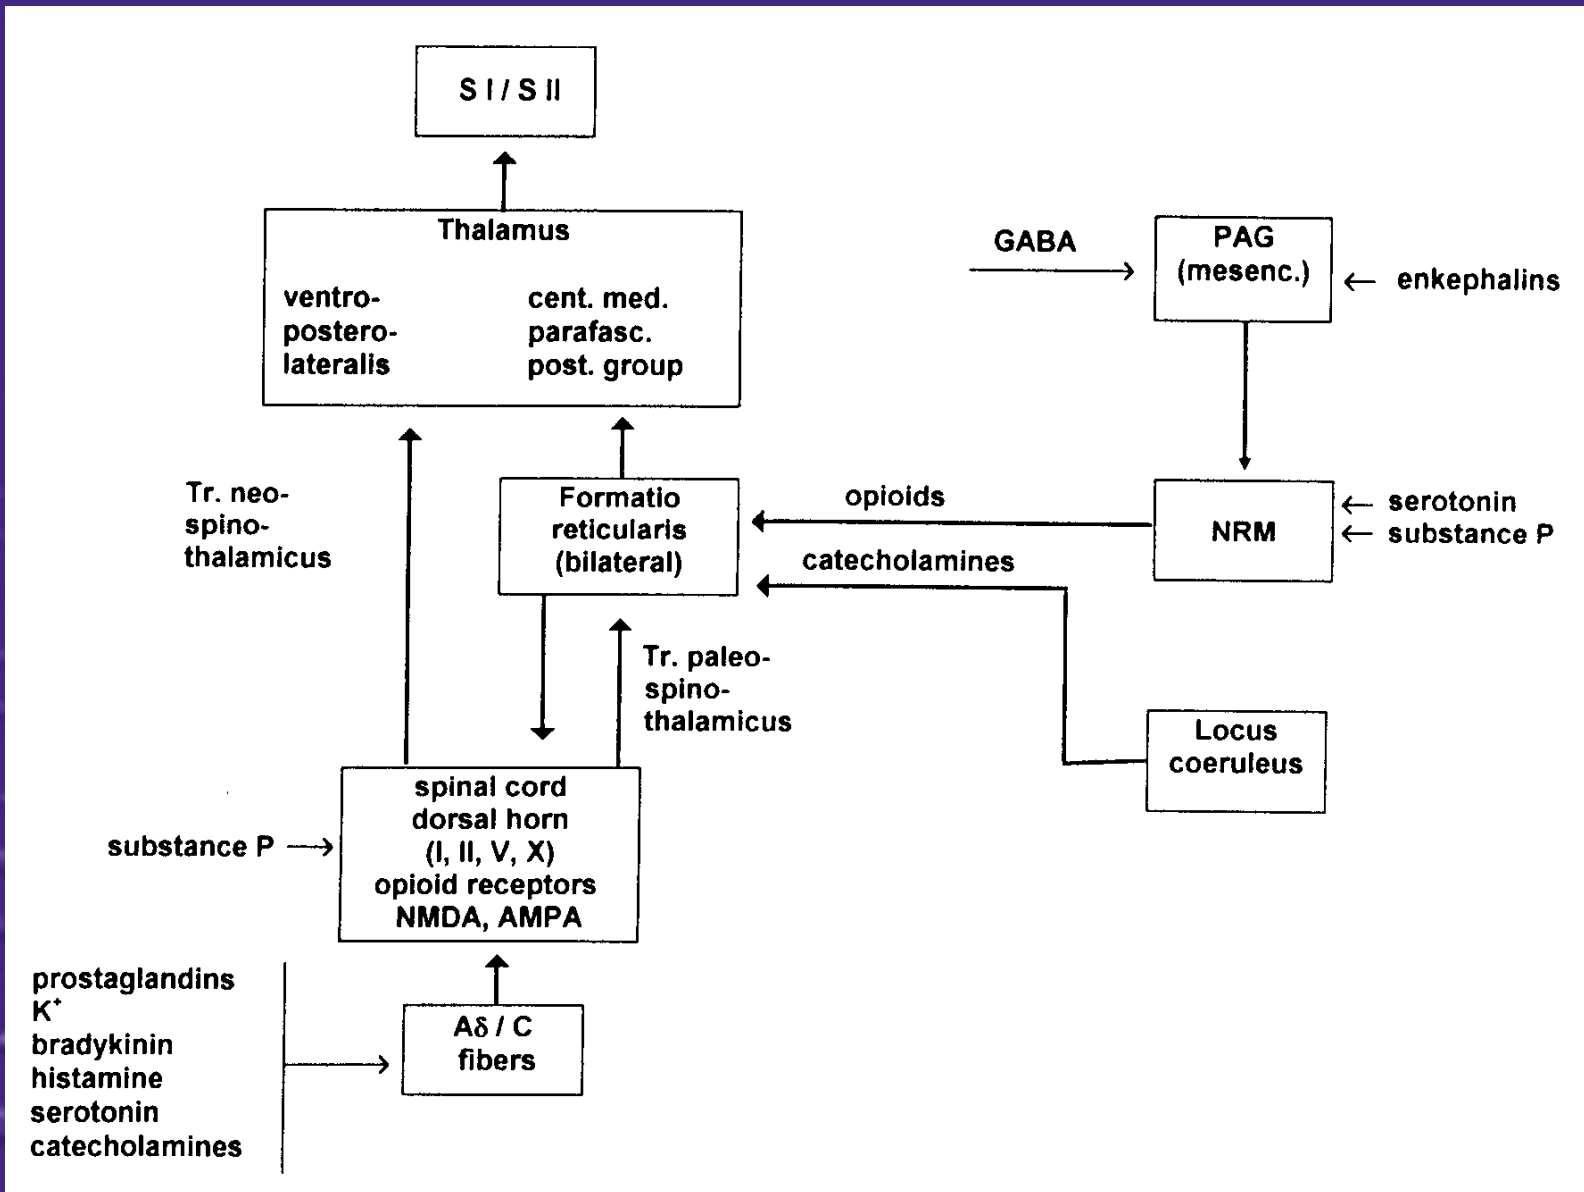 S I / S II
Thalamus
ventro-
postero-
lateralis
cent. med.
parafasc.
post. group
GABA
PAG
(mesenc.)
enkephalins
Tr. neo-
spino-
thalamicus
Formatio
reticularis
(bilateral)
opioids
catecholamines
NRM
serotonin
substance P
Tr. paleo-
spino-
thalamicus
Locus
coeruleus
substance P
spinal cord
dorsal horn
(I, II, V, X)
opioid receptors
NMDA, AMPA
prostaglandins
K⁺
bradykinin
histamine
serotonin
catecholamines
Aδ / C
fibers